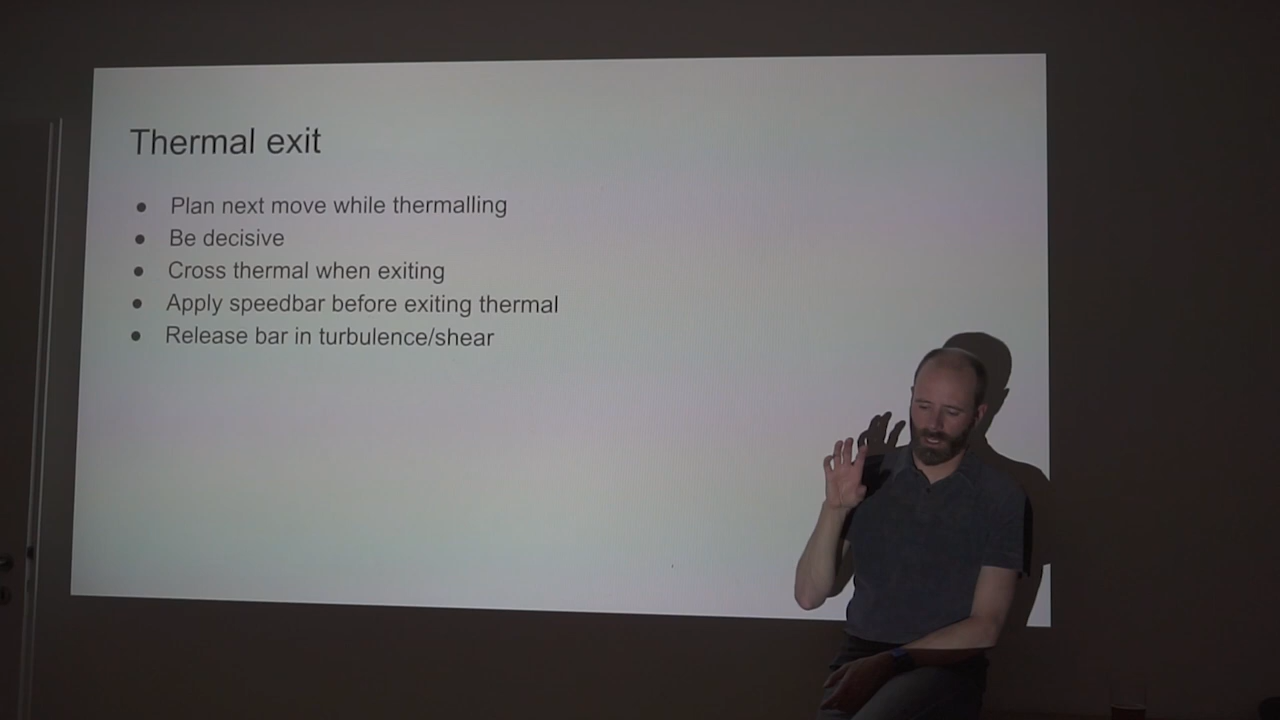 Thermal exit
● Plan next move while thermalling
● Be decisive
● Cross thermal when exiting
● Apply speedbar before exiting thermal
● Release bar in turbulence/shear